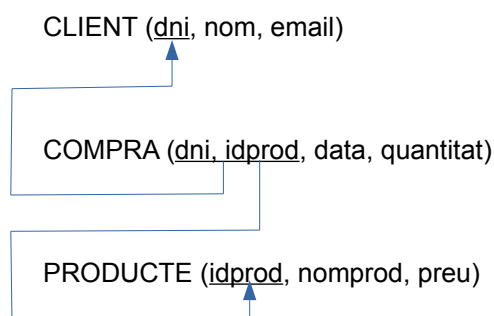 CLIENT (dni, nom, email)
COMPRA (dni, idprod, data, quantitat)
PRODUCTE (idprod, nomprod, preu)